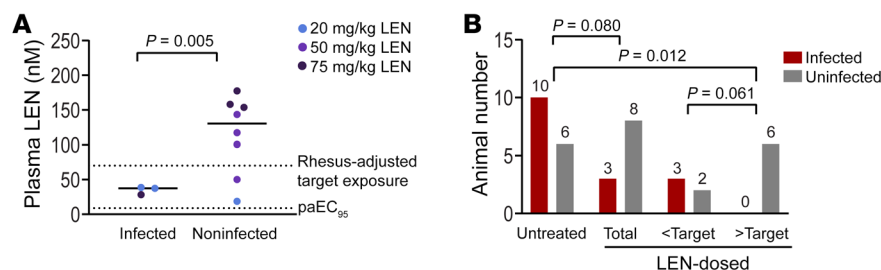 A
P = 0.005
20 mg/kg LEN
50 mg/kg LEN
75 mg/kg LEN
Plasma LEN (nM)
250
200
150
100
50
0
Rhesus-adjusted
target exposure
paEC95
Infected
Noninfected
B
P = 0.080
P = 0.012
P = 0.061
Infected
Uninfected
Animal number
15
10
5
0
10
6
3
8
3
2
0
6
Untreated
Total
<Target
>Target
LEN-dosed